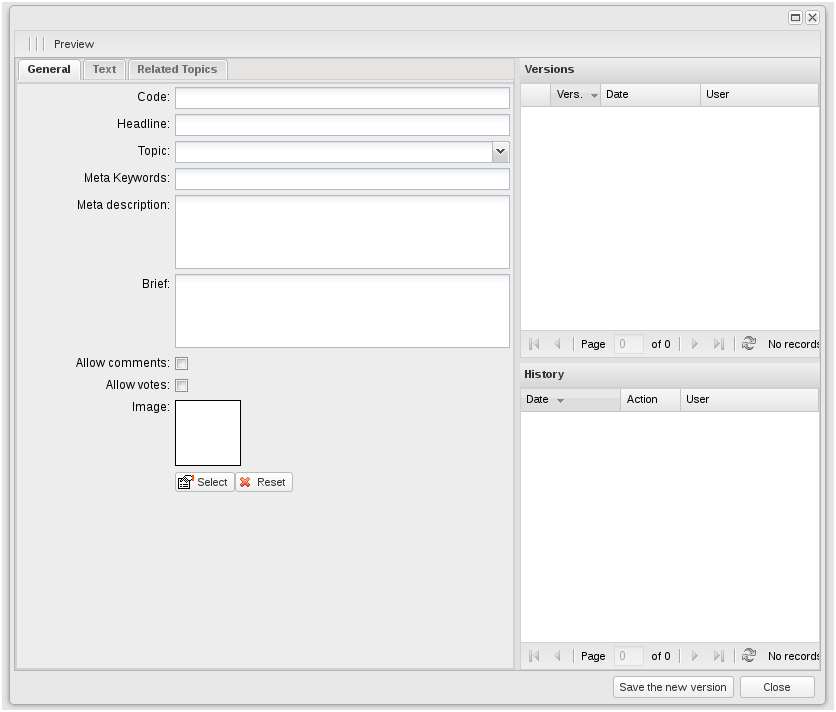 Preview
General Text Related Topics
Code:
Headline:
Topic:
Meta Keywords:
Meta description:
Brief:
Allow comments:
Allow votes:
Image:
Select Reset
Versions
Vers. Date User
Page 0 of 0 No records
History
Date Action User
Page 0 of 0 No records
Save the new version Close